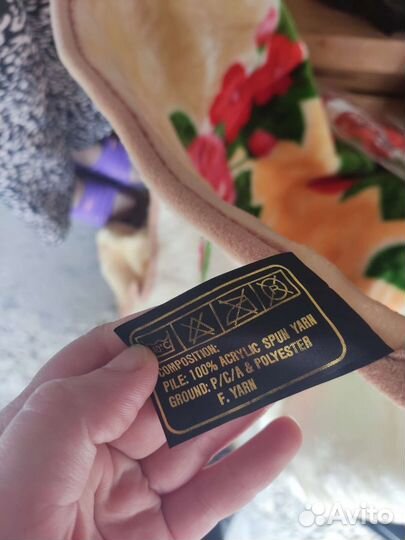 COMPOSITION:
PILE: 100% ACRYLIC SPUN YARN
GROUND: P/C/A & POLYESTER
F. YARN
Avito